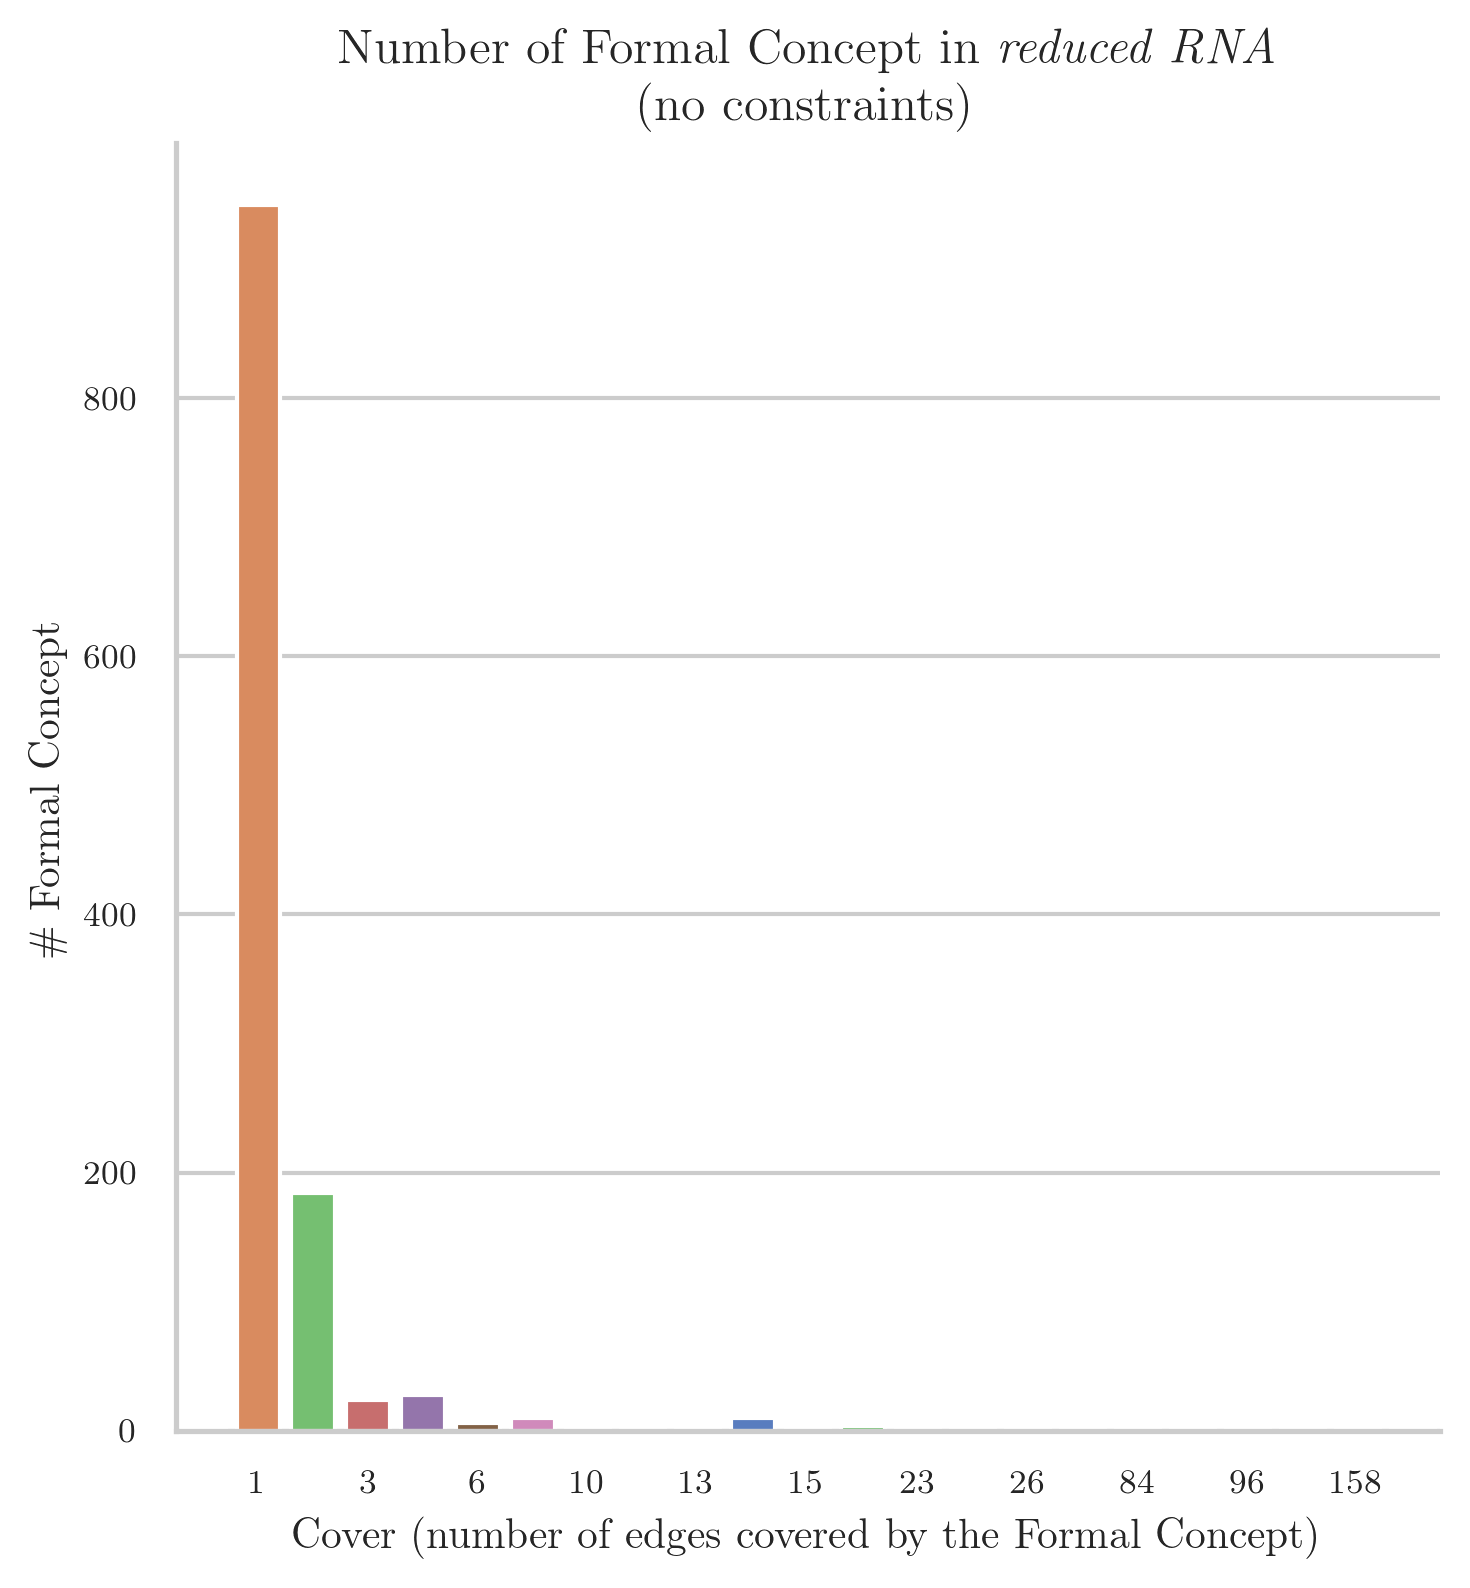 Number of Formal Concept in reduced RNA
(no constraints)
# Formal Concept
800
600
400
200
0
1 3 6 10 13 15 23 26 84 96 158
Cover (number of edges covered by the Formal Concept)